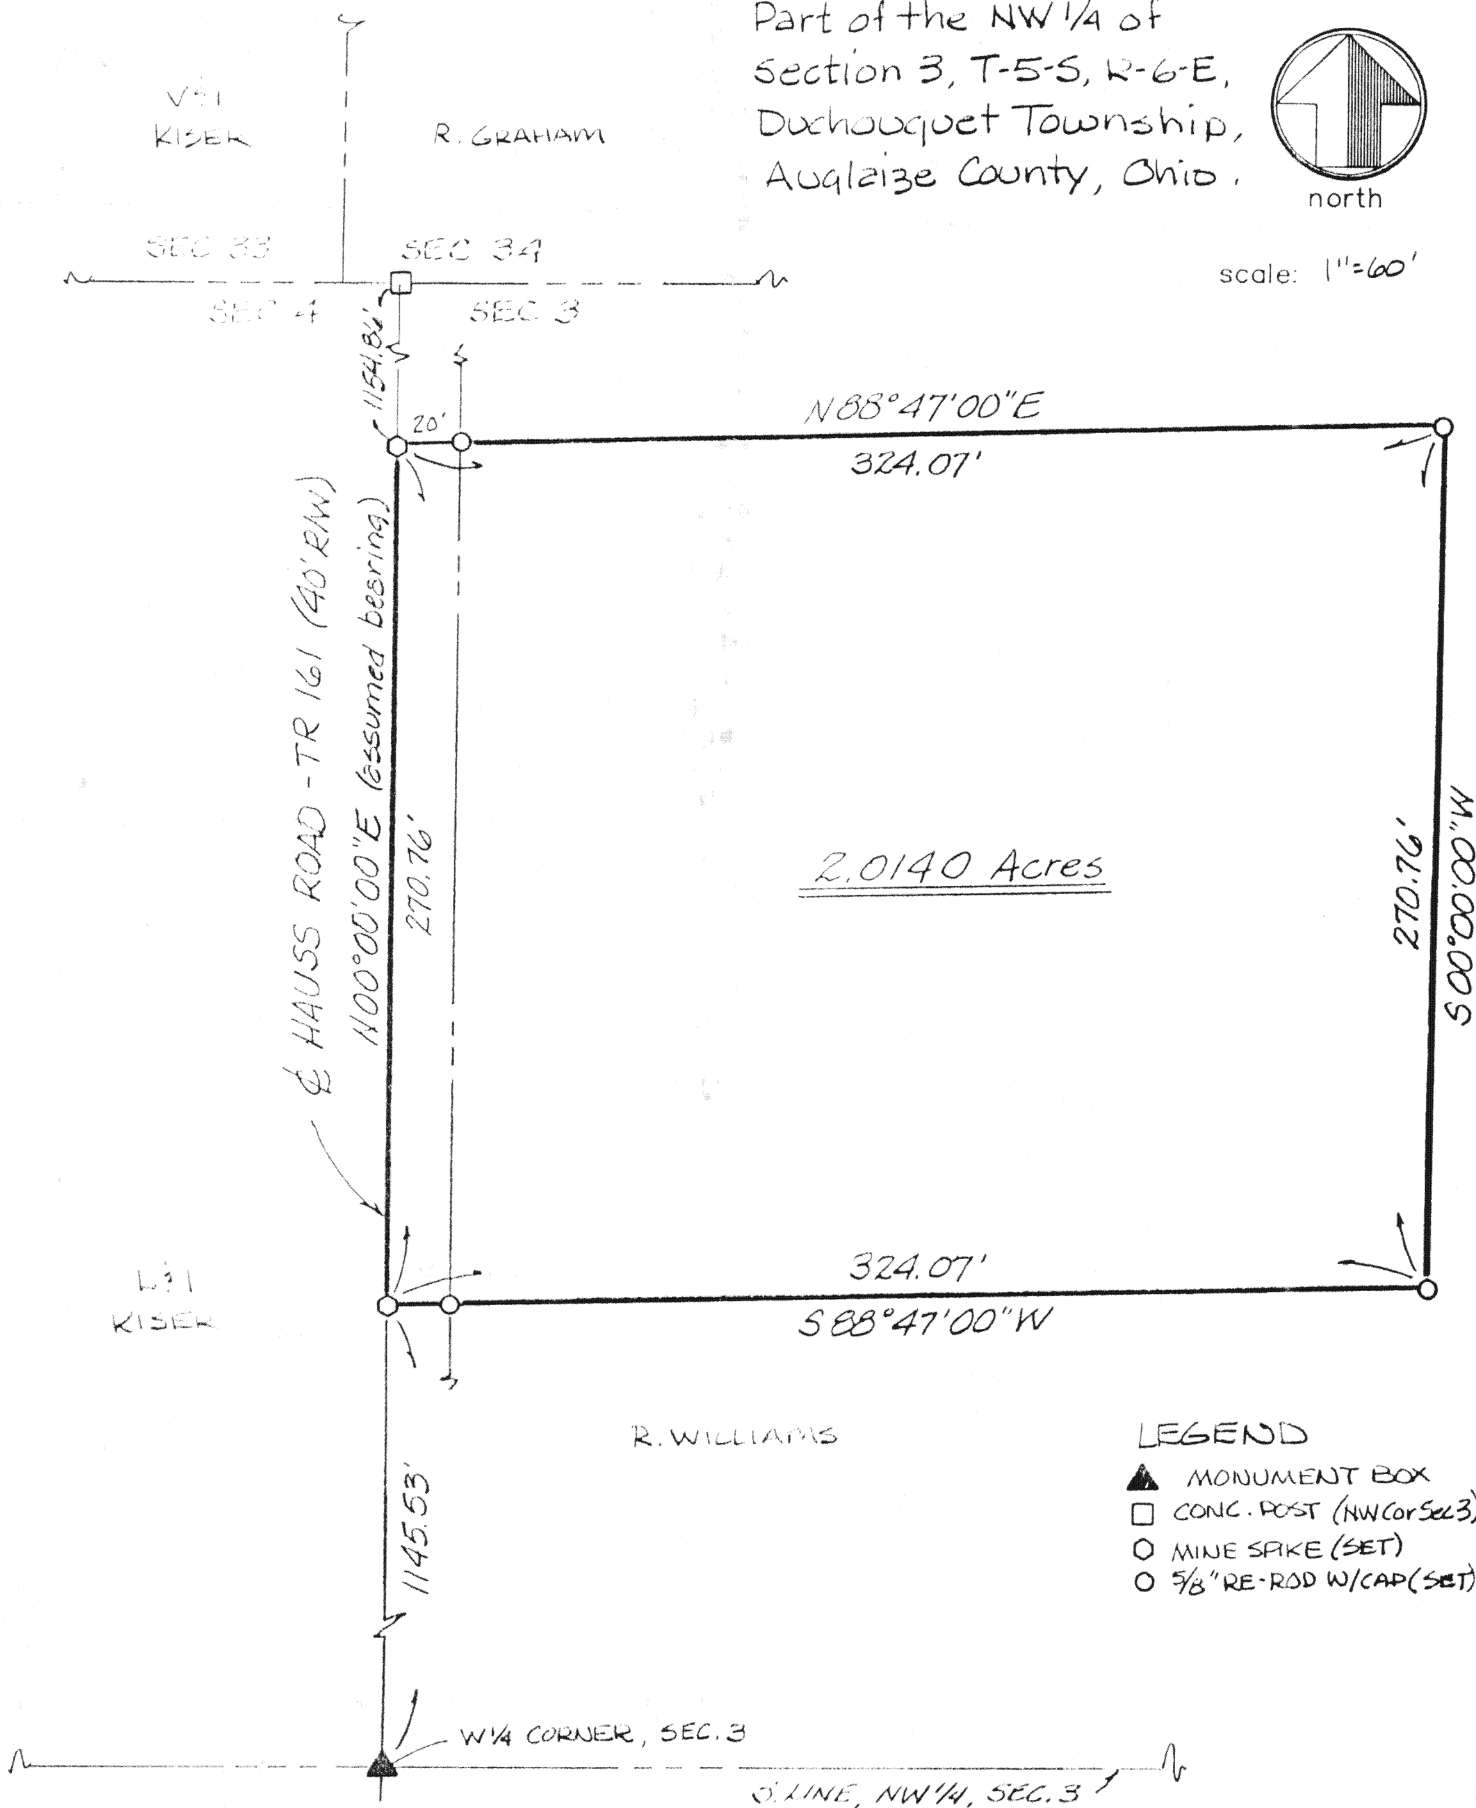 Part of the NW 1/4 of
Section 3, T-5-S, R-6-E,
Duchouquet Township,
Auglaize County, Ohio.
north
scale: 1"=60'
V&I
KISER
R. GRAHAM
SEC 33
SEC 34
SEC 4
SEC 3
1154.86'
20'
N 88°47'00"E
324.07'
℄ HAUSS ROAD - TR 161 (40' R/W)
N00°00'00"E (assumed bearing)
270.76'
2.0140 Acres
270.76'
S 00°00'00"W
324.07'
S 88°47'00"W
L&I
KISER
R. WILLIAMS
LEGEND
MONUMENT BOX
CONC. POST (NW Cor Sec 3)
MINE SPIKE (SET)
5/8" RE-ROD W/CAP (SET)
1145.53'
W 1/4 CORNER, SEC. 3
S. LINE, NW 1/4, SEC. 3